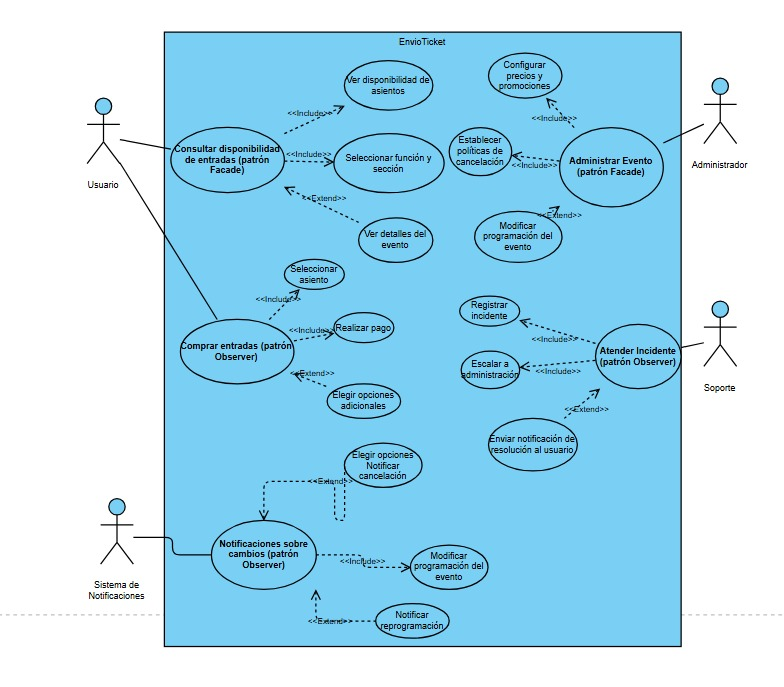 EnvioTicket
Ver disponibilidad de
asientos
<<Include>>
Consultar disponibilidad
de entradas (patrón
Facade)
<<Include>>
Seleccionar función y
sección
<<Extend>>
Ver detalles del
evento
Usuario
Configurar
precios y
promociones
<<Include>>
Establecer
políticas de
cancelación
<<Include>>
Administrar Evento
(patrón Facade)
<<Extend>>
Modificar
programación del
evento
Administrador
Seleccionar
asiento
<<Include>>
Comprar entradas (patrón
Observer)
<<Include>>
Realizar pago
<<Extend>>
Elegir opciones
adicionales
Registrar
incidente
<<Include>>
Escalar a
administración
<<Include>>
Atender Incidente
(patrón Observer)
<<Extend>>
Enviar notificación de
resolución al usuario
Soporte
Elegir opciones
Notificar
cancelación
<<Extend>>
Notificaciones sobre
cambios (patrón
Observer)
<<Include>>
Modificar
programación del
evento
<<Extend>>
Notificar
reprogramación
Sistema de
Notificaciones